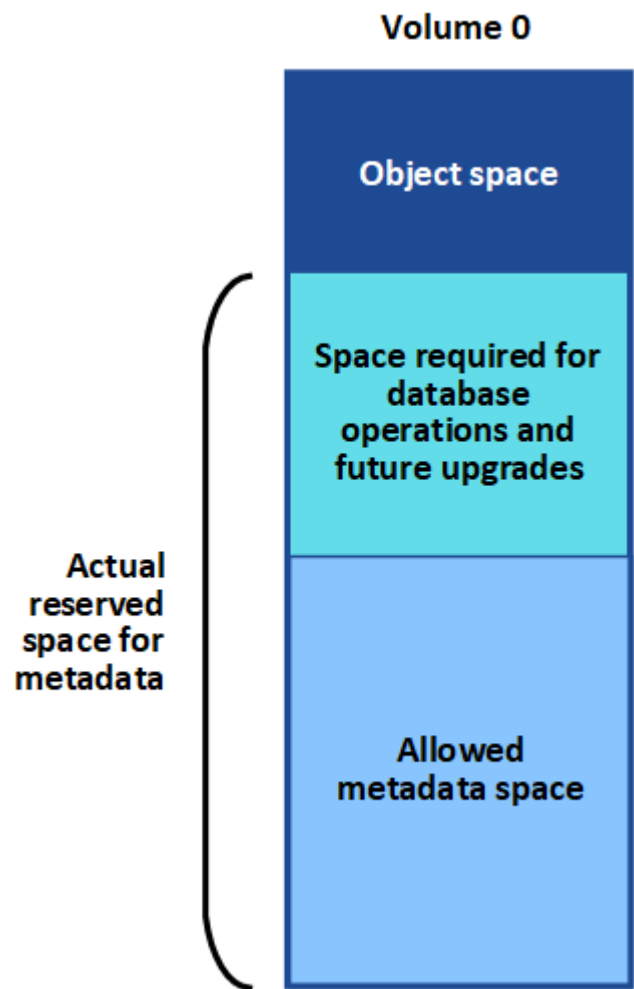 Volume 0
Object space
Space required for
database
operations and
future upgrades
Actual
reserved
space for
metadata
Allowed
metadata space